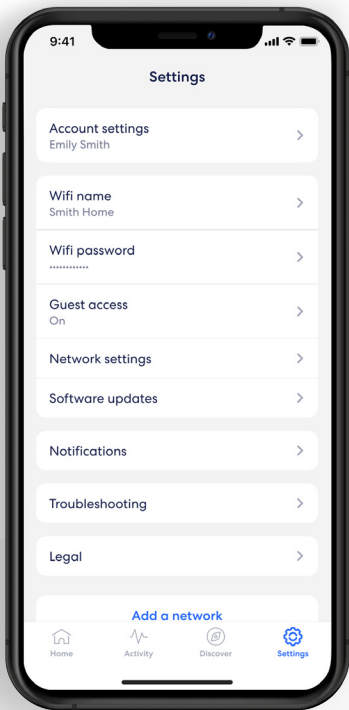 9:41
Settings
Account settings
Emily Smith
Wifi name
Smith Home
Wifi password
............
Guest access
On
Network settings
Software updates
Notifications
Troubleshooting
Legal
Add a network
Home
Activity
Discover
Settings